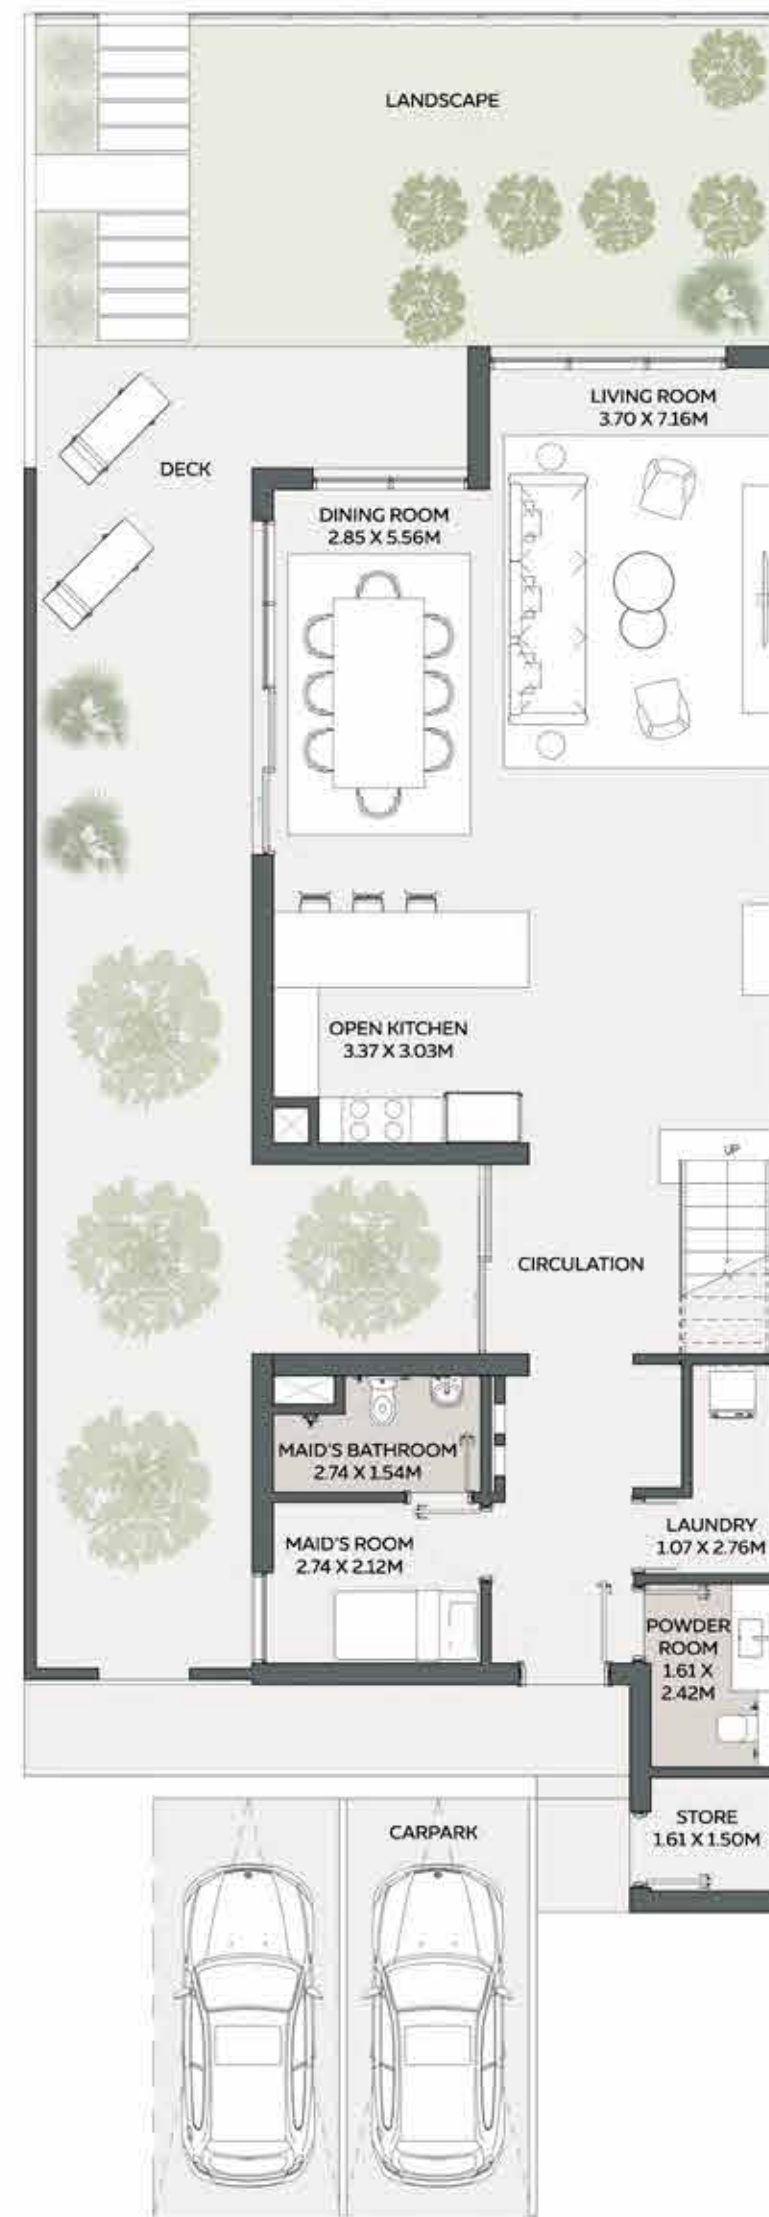 LANDSCAPE
LIVING ROOM
3.70 X 7.16M
DECK
DINING ROOM
2.85 X 5.56M
OPEN KITCHEN
3.37 X 3.03M
UP
CIRCULATION
MAID'S BATHROOM
2.74 X 1.54M
LAUNDRY
1.07 X 2.76M
MAID'S ROOM
2.74 X 2.12M
POWDER
ROOM
1.61 X
2.42M
STORE
1.61 X 1.50M
CARPARK